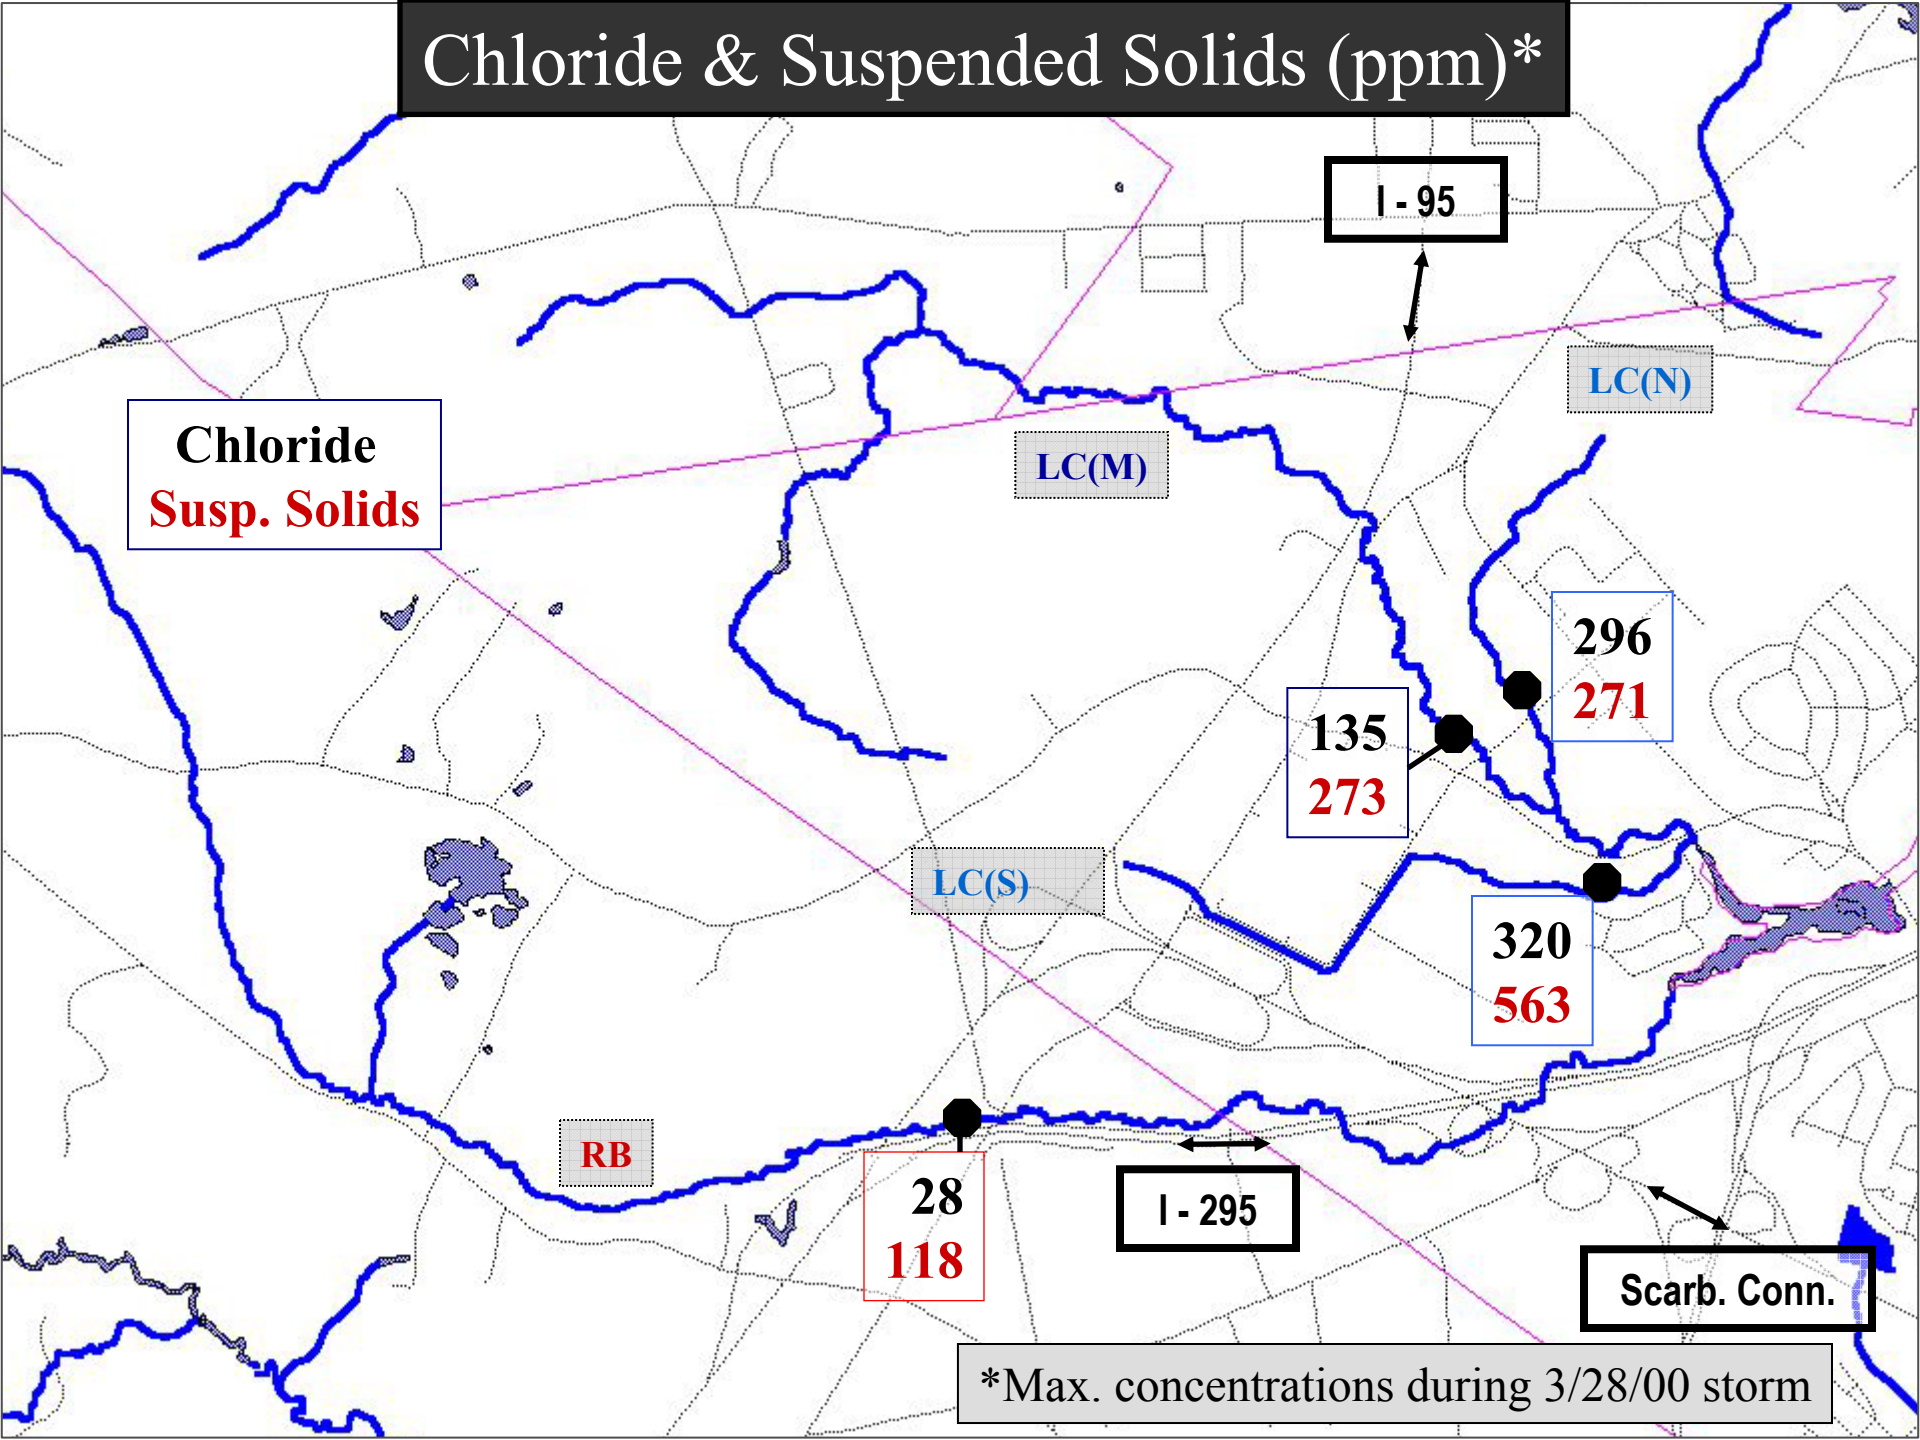 Chloride & Suspended Solids (ppm)*
I - 95
LC(N)
Chloride
Susp. Solids
LC(M)
296
271
135
273
LC(S)
320
563
RB
28
118
I - 295
Scarb. Conn.
*Max. concentrations during 3/28/00 storm